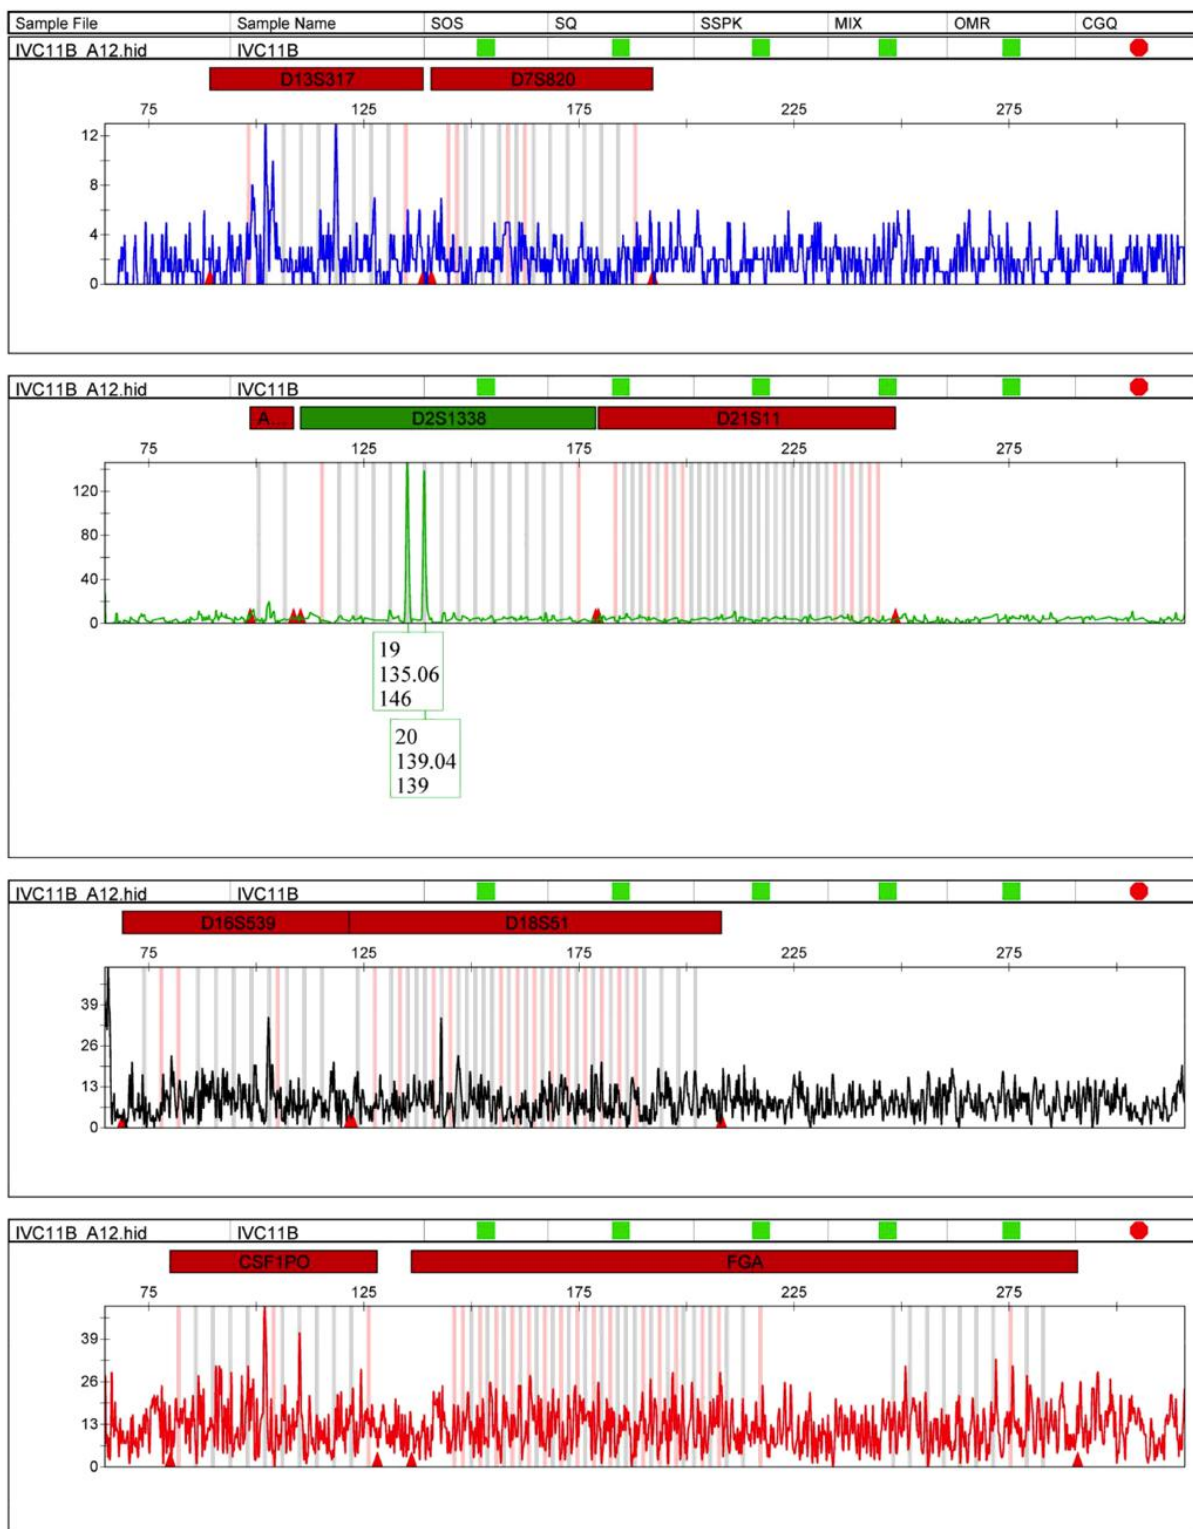 Sample File Sample Name SOS SQ SSPK MIX OMR CGQ
IVC11B_A12.hid IVC11B
D13S317 D7S820
75 125 175 225 275
12
8
4
0
IVC11B_A12.hid IVC11B
A... D2S1338 D21S11
75 125 175 225 275
120
80
40
0
19
135.06
146
20
139.04
139
IVC11B_A12.hid IVC11B
D16S539 D18S51
75 125 175 225 275
39
26
13
0
IVC11B_A12.hid IVC11B
CSF1PO FGA
75 125 175 225 275
39
26
13
0